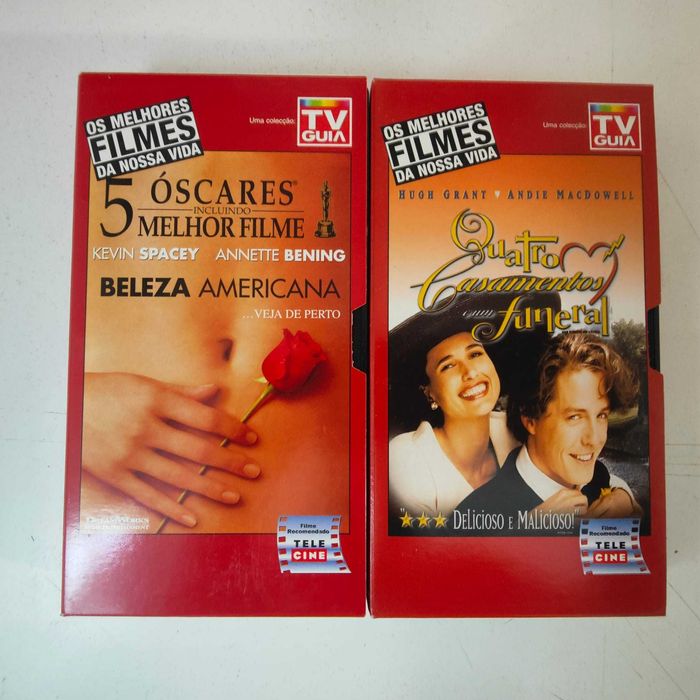 OS MELHORES
FILMES
DA NOSSA VIDA
Uma colecção:
TV
GUIA
5 ÓSCARES
INCLUINDO
MELHOR FILME
KEVIN SPACEY ANNETTE BENING
BELEZA AMERICANA
...VEJA DE PERTO
Filme
Recomendado
TELE
CINE
OS MELHORES
FILMES
DA NOSSA VIDA
Uma colecção:
TV
GUIA
HUGH GRANT ♥ ANDIE MACDOWELL
Quatro
Casamentos
e um
funeral
"★★★ DELICIOSO E MALICIOSO!"
Filme
Recomendado
TELE
CINE